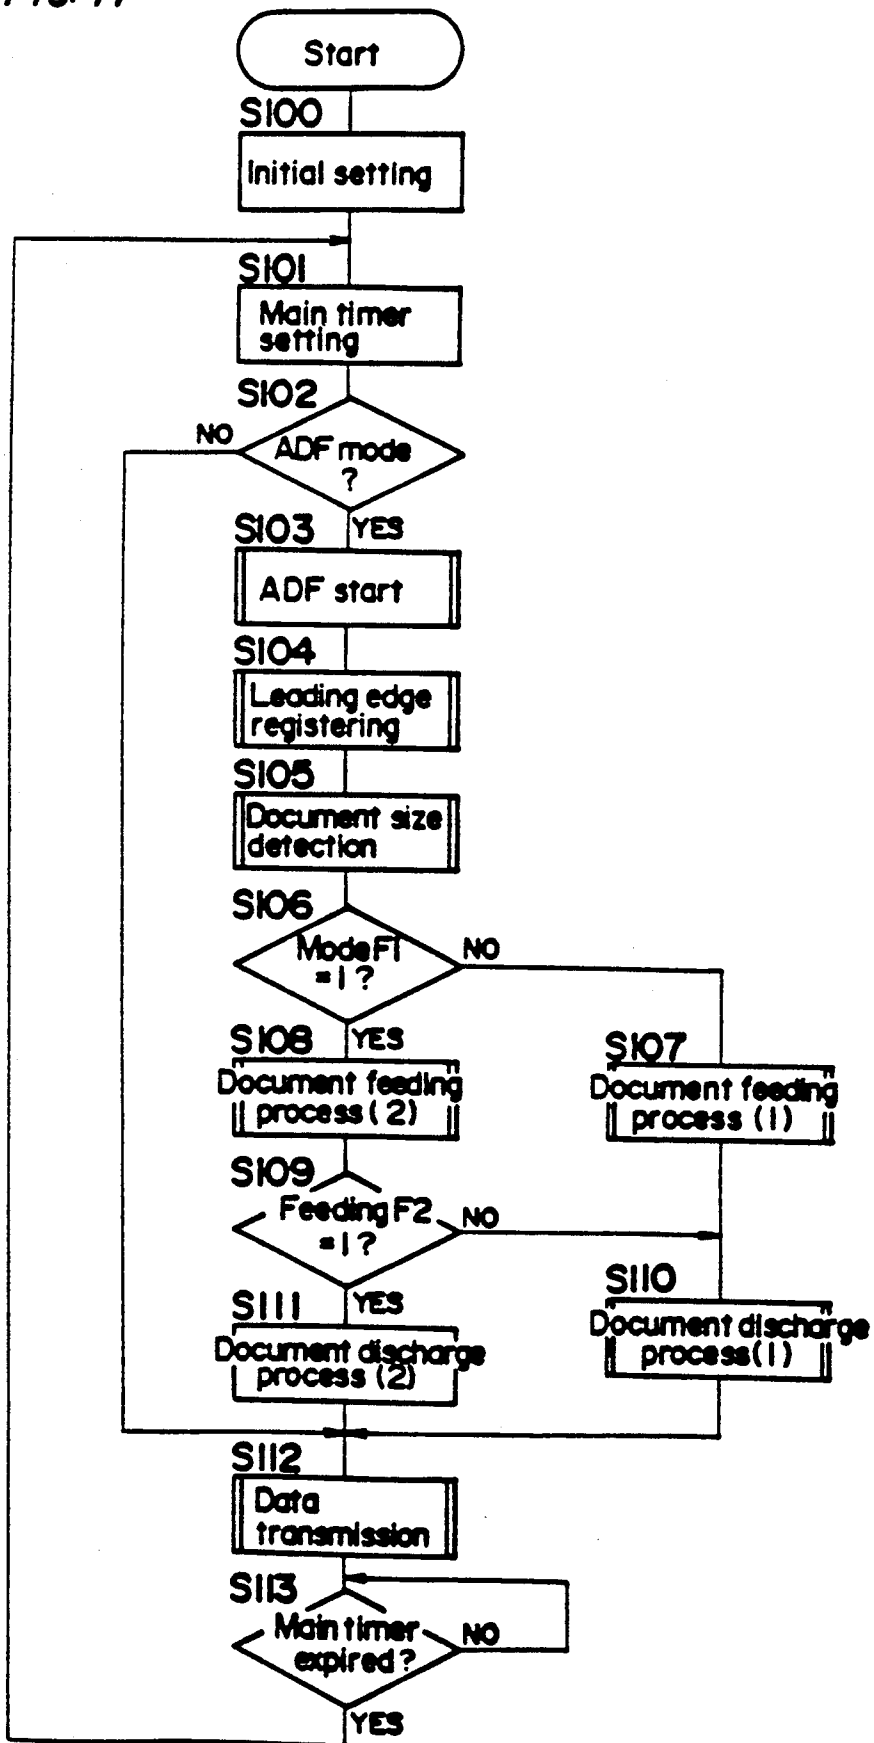 Start
S100
Initial setting
S101
Main timer
setting
S102
NO
ADF mode
?
YES
S103
ADF start
S104
Leading edge
registering
S105
Document size
detection
S106
Mode F1
=1?
NO
YES
S108
Document feeding
process(2)
S107
Document feeding
process (1)
S109
Feeding F2
=1?
NO
YES
S111
Document discharge
process (2)
S110
Document discharge
process(1)
S112
Data
transmission
S113
Main timer
expired?
NO
YES